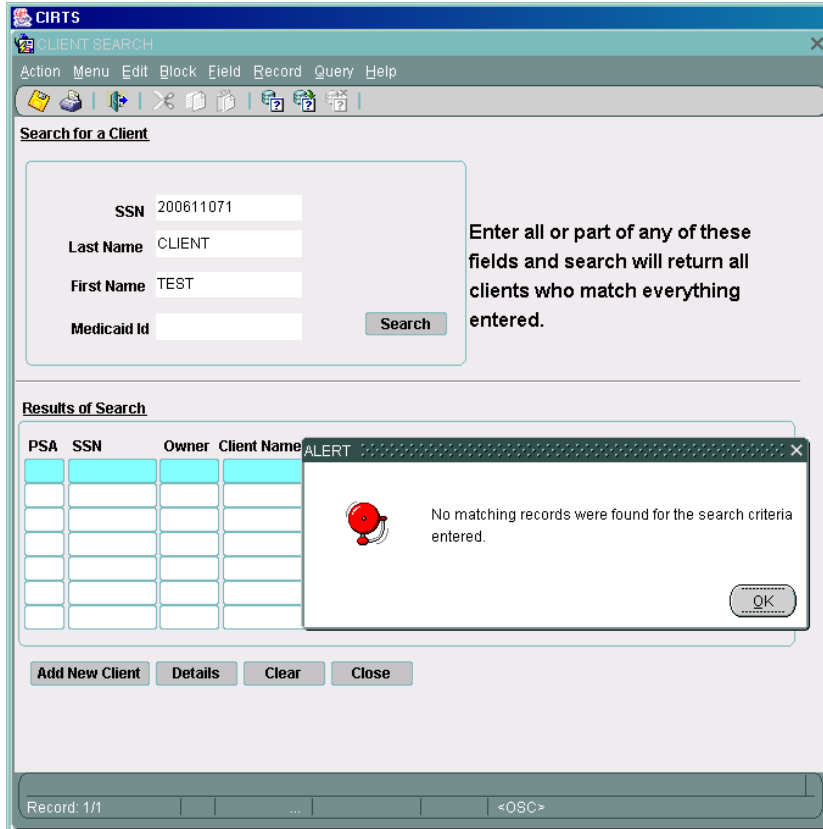 CIRTS
CLIENT SEARCH
Action Menu Edit Block Field Record Query Help
Search for a Client
SSN 200611071
Last Name CLIENT
First Name TEST
Medicaid Id
Search
Enter all or part of any of these
fields and search will return all
clients who match everything
entered.
Results of Search
PSA SSN Owner Client Name
ALERT
No matching records were found for the search criteria
entered.
OK
Add New Client Details Clear Close
Record: 1/1 ... <OSC>